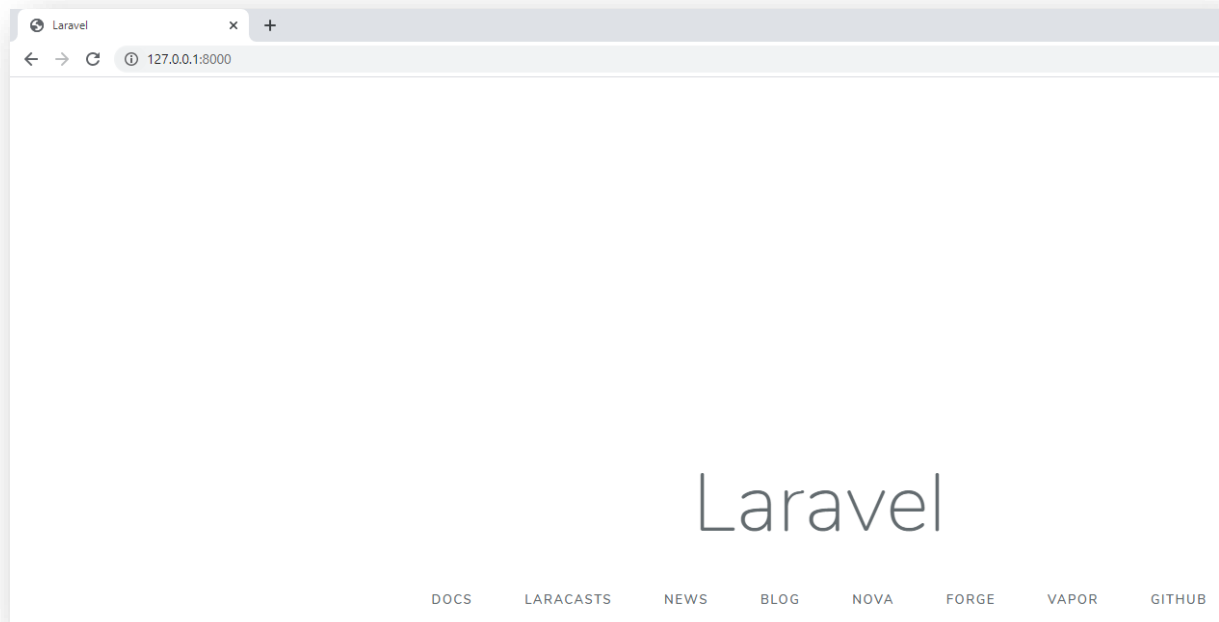 Laravel
127.0.0.1:8000
Laravel
DOCS LARACASTS NEWS BLOG NOVA FORGE VAPOR GITHUB